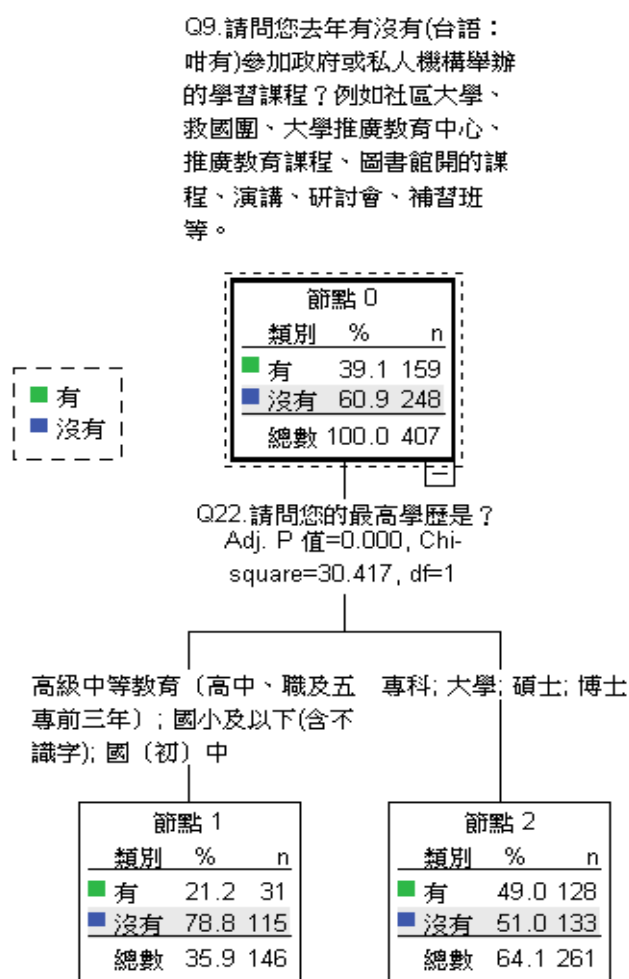 Q9.請問您去年有沒有(台語：
咁有)參加政府或私人機構舉辦
的學習課程？例如社區大學、
救國團、大學推廣教育中心、
推廣教育課程、圖書館開的課
程、演講、研討會、補習班
等。
節點 0
類別 % n
有 39.1 159
沒有 60.9 248
總數 100.0 407
有
沒有
Q22.請問您的最高學歷是？
Adj. P 值=0.000, Chi-
square=30.417, df=1
高級中等教育〔高中、職及五
專前三年〕; 國小及以下(含不
識字); 國〔初〕中
專科; 大學; 碩士; 博士
節點 1
類別 % n
有 21.2 31
沒有 78.8 115
總數 35.9 146
節點 2
類別 % n
有 49.0 128
沒有 51.0 133
總數 64.1 261